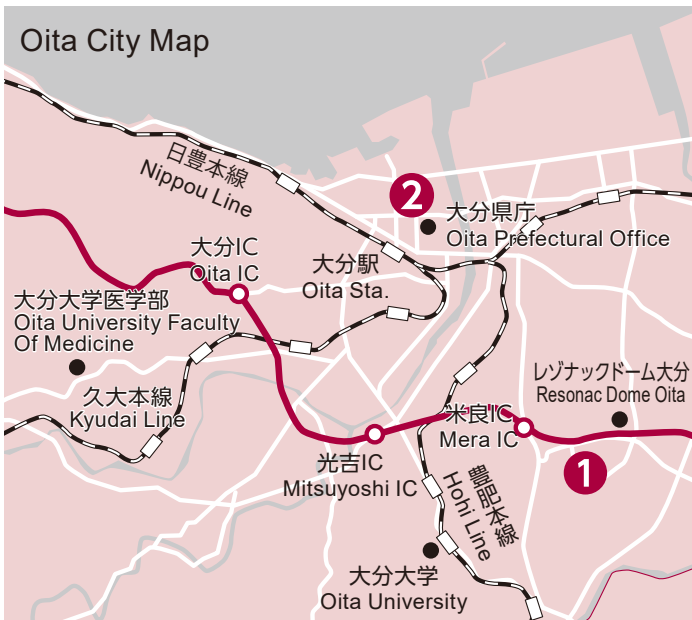 Oita City Map
日豊本線
Nippou Line
2
大分県庁
Oita Prefectural Office
大分IC
Oita IC
大分駅
Oita Sta.
大分大学医学部
Oita University Faculty
Of Medicine
久大本線
Kyudai Line
レゾナックドーム大分
Resonac Dome Oita
米良IC
Mera IC
光吉IC
Mitsuyoshi IC
1
豊肥本線
Hohi Line
大分大学
Oita University